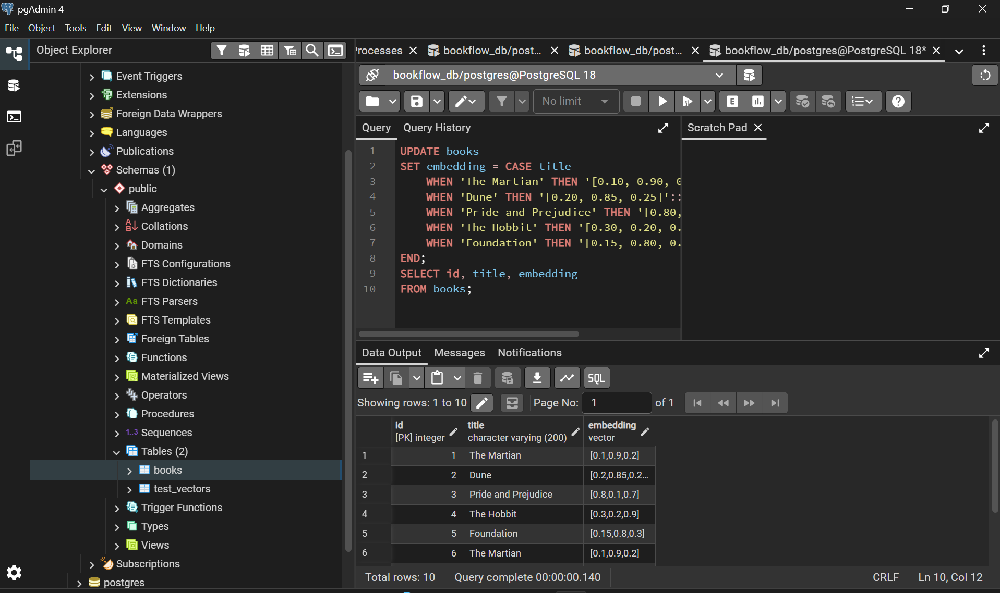 pgAdmin 4
File Object Tools Edit View Window Help
Object Explorer
Event Triggers
Extensions
Foreign Data Wrappers
Languages
Publications
Schemas (1)
public
Aggregates
Collations
Domains
FTS Configurations
FTS Dictionaries
Aa FTS Parsers
FTS Templates
Foreign Tables
Functions
Materialized Views
Operators
Procedures
1..3 Sequences
Tables (2)
books
test_vectors
Trigger Functions
Types
Views
Subscriptions
postgres
rocesses bookflow_db/post... bookflow_db/post... bookflow_db/postgres@PostgreSQL 18*
bookflow_db/postgres@PostgreSQL 18
No limit E
Query Query History
Scratch Pad
1 UPDATE books
2 SET embedding = CASE title
3 WHEN 'The Martian' THEN '[0.10, 0.90, 0
4 WHEN 'Dune' THEN '[0.20, 0.85, 0.25]'::
5 WHEN 'Pride and Prejudice' THEN '[0.80,
6 WHEN 'The Hobbit' THEN '[0.30, 0.20, 0.
7 WHEN 'Foundation' THEN '[0.15, 0.80, 0.
8 END;
9 SELECT id, title, embedding
10 FROM books;
Data Output Messages Notifications
SQL
Showing rows: 1 to 10 Page No: 1 of 1
id title embedding
[PK] integer character varying (200) vector
1 1 The Martian [0.1,0.9,0.2]
2 2 Dune [0.2,0.85,0.2...
3 3 Pride and Prejudice [0.8,0.1,0.7]
4 4 The Hobbit [0.3,0.2,0.9]
5 5 Foundation [0.15,0.8,0.3]
6 6 The Martian [0.1,0.9,0.2]
Total rows: 10 Query complete 00:00:00.140 CRLF Ln 10, Col 12